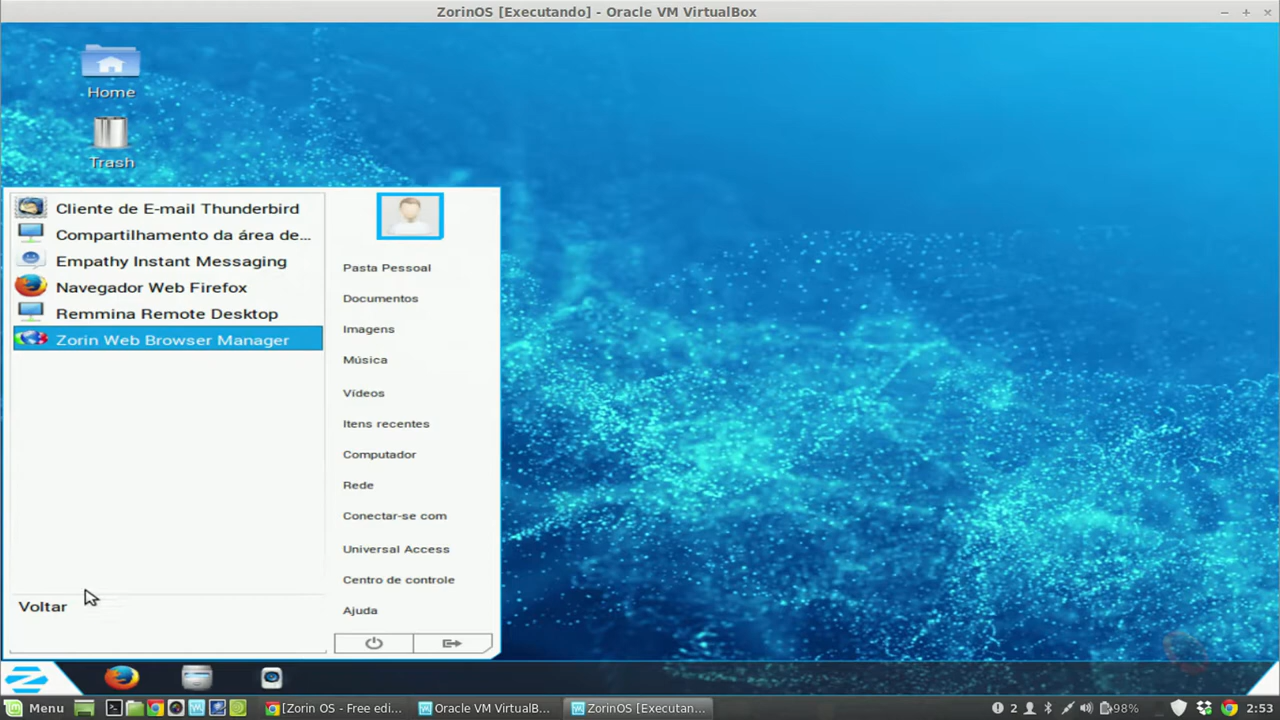 ZorinOS [Executando] - Oracle VM VirtualBox
Home
Trash
Cliente de E-mail Thunderbird
Compartilhamento da área de...
Empathy Instant Messaging
Navegador Web Firefox
Remmina Remote Desktop
Zorin Web Browser Manager
Voltar
Pasta Pessoal
Documentos
Imagens
Música
Vídeos
Itens recentes
Computador
Rede
Conectar-se com
Universal Access
Centro de controle
Ajuda
Menu
[Zorin OS - Free edi...
Oracle VM VirtualB...
ZorinOS [Executan...
2
98%
2:53